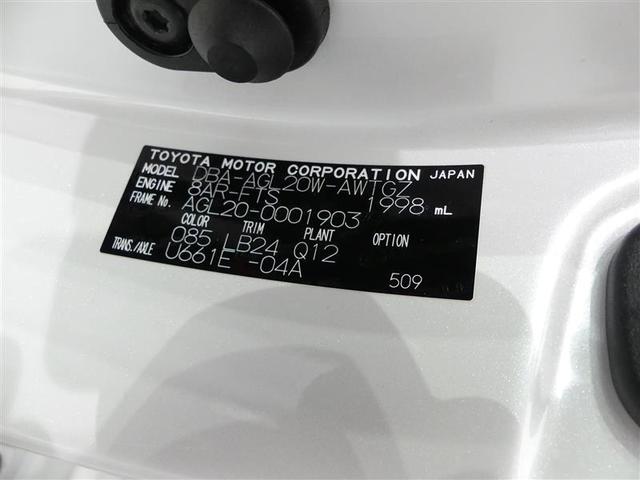 TOYOTA MOTOR CORPORATION JAPAN
MODEL DBA-AGL20W-AWTGZ
ENGINE 8AR-FTS 1998 mL
FRAME No. AGL20-0001903
COLOR TRIM PLANT OPTION
085 LB24 Q12
TRANS./AXLE U661E -04A
509